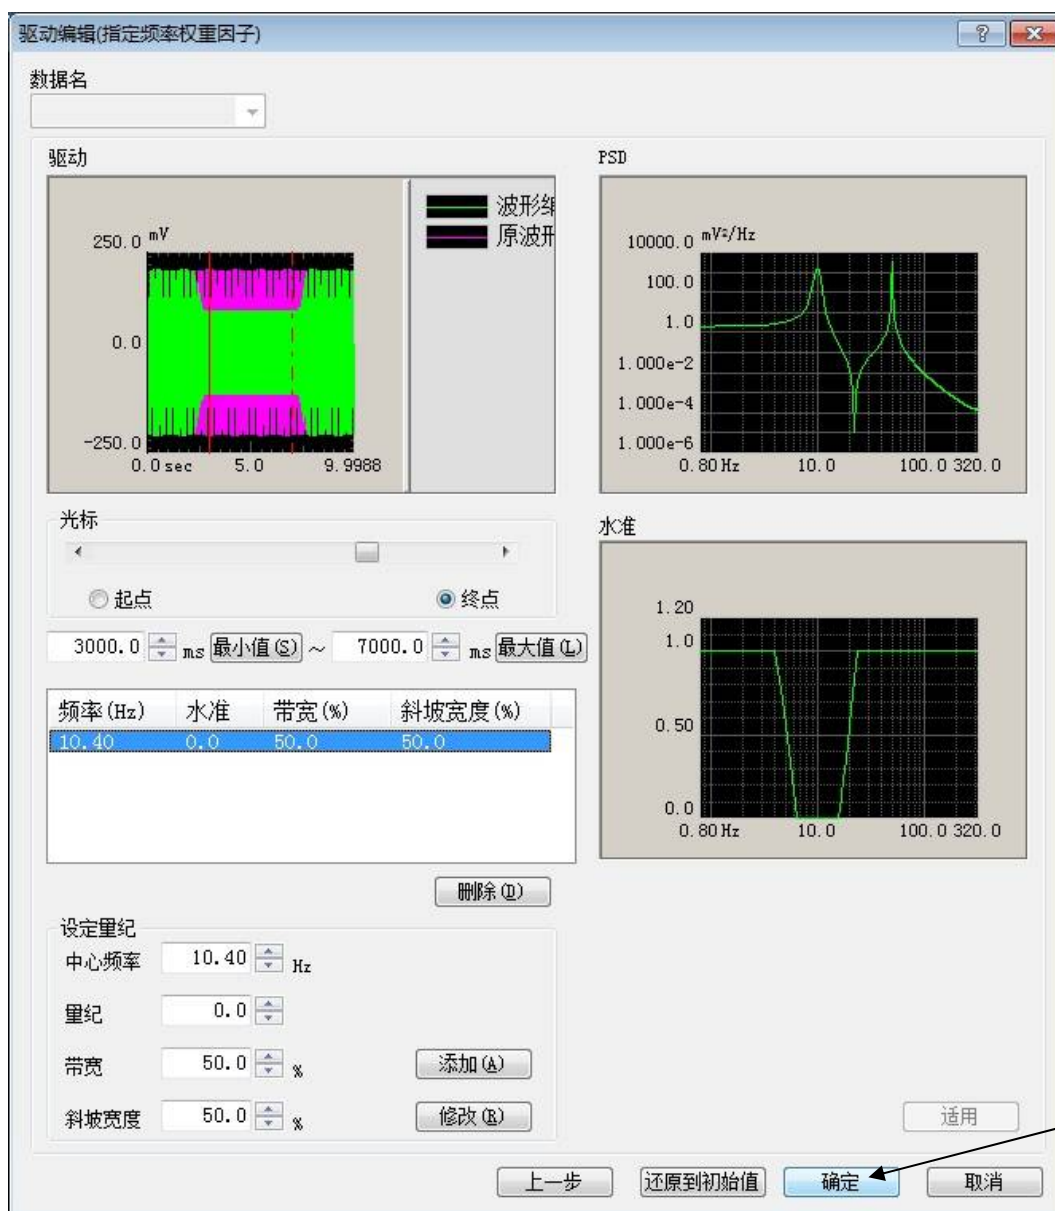 驱动编辑(指定频率权重因子)
数据名
驱动
250.0 mV
0.0
-250.0
0.0 sec 5.0 9.9988
波形编
原波形
PSD
10000.0 mV²/Hz
100.0
1.0
1.000e-2
1.000e-4
1.000e-6
0.80 Hz 10.0 100.0 320.0
光标
起点 终点
3000.0 ms 最小值(S) ~ 7000.0 ms 最大值(L)
频率(Hz) 水准 带宽(%) 斜坡宽度(%)
10.40 0.0 50.0 50.0
删除(D)
水准
1.20
1.0
0.50
0.0
0.80 Hz 10.0 100.0 320.0
设定里纪
中心频率 10.40 Hz
里纪 0.0
带宽 50.0 % 添加(A)
斜坡宽度 50.0 % 修改(R)
适用
上一步 还原到初始值 确定 取消